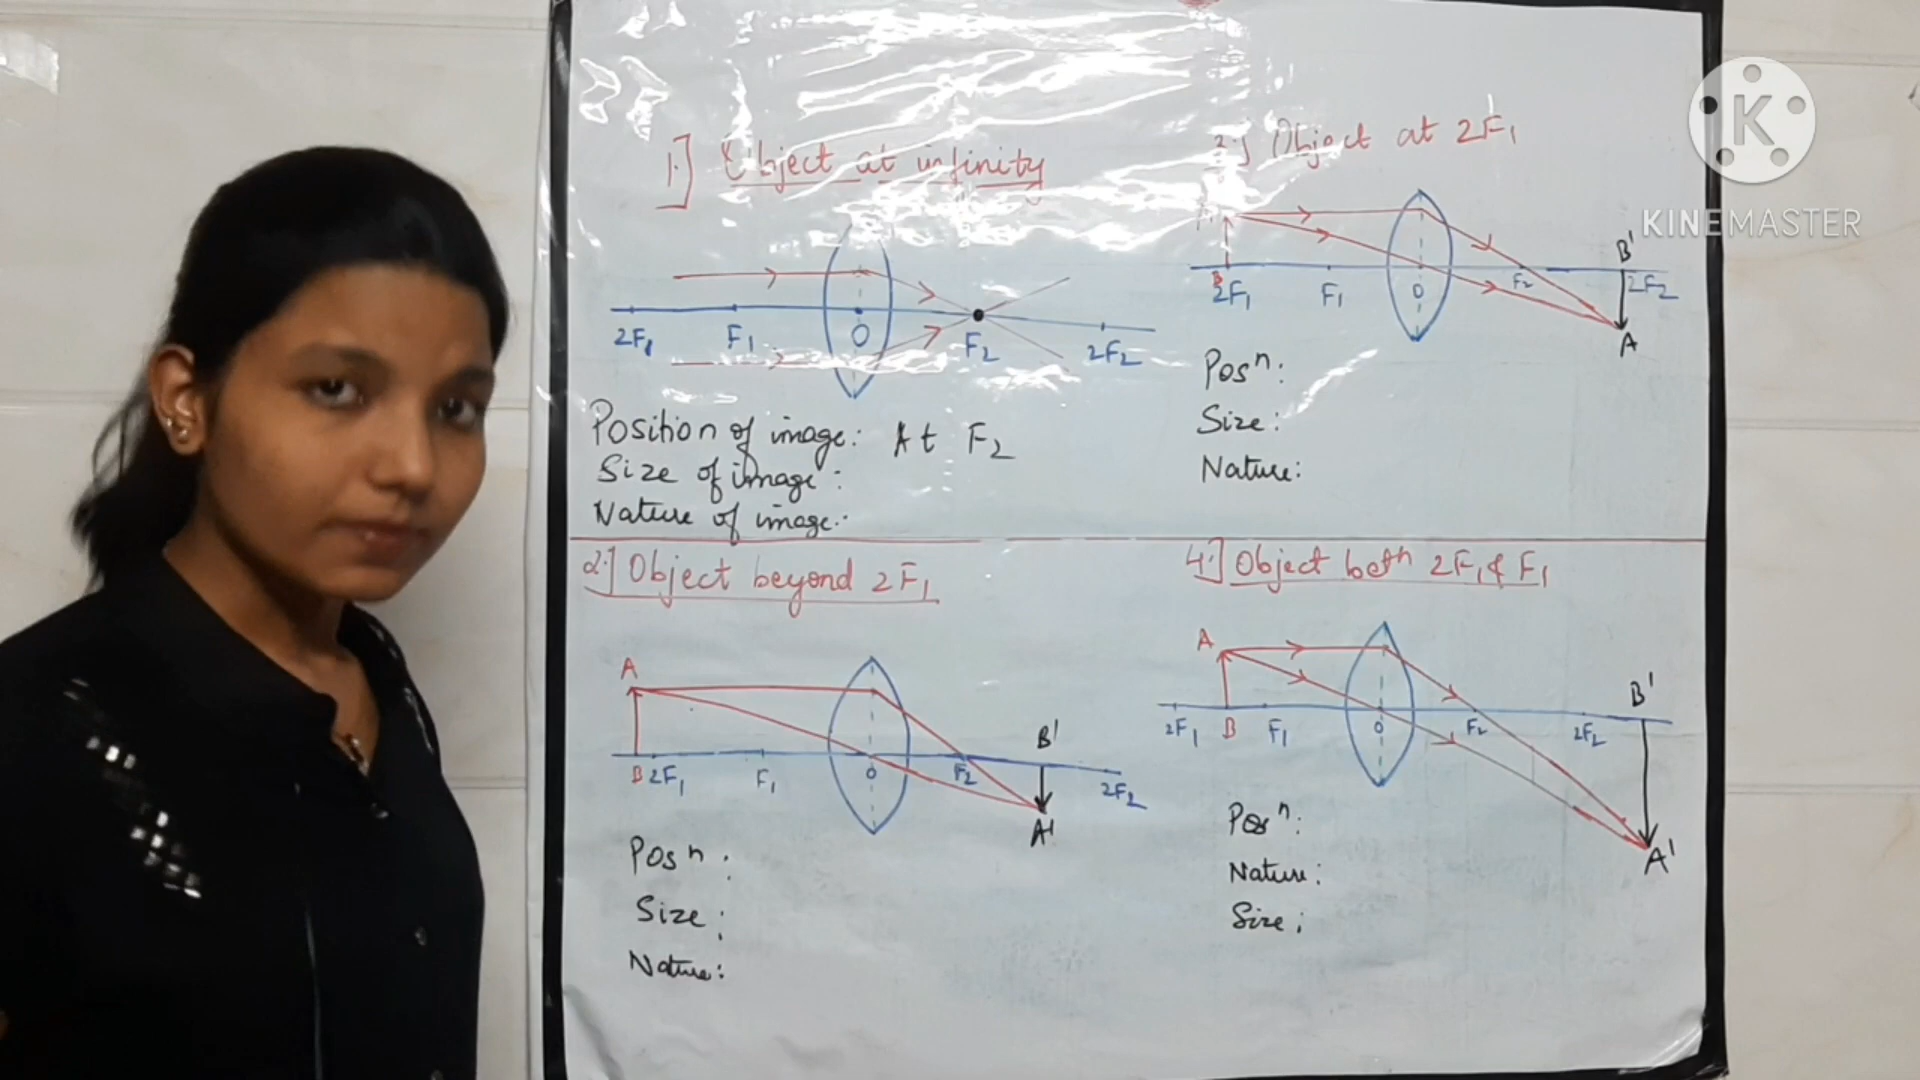 1.] Object at infinity
2F1 F1 O F2 2F2
Position of image: At F2
Size of image:
Nature of image:
2.] Object beyond 2F1
A
B 2F1 F1 O F2 B' 2F2
A'
Posn:
Size:
Nature:
3.] Object at 2F1
A
B 2F1 F1 O F2 B' 2F2
A
Posn:
Size:
Nature:
4.] Object betn 2F1 & F1
A
2F1 B F1 O F2 2F2 B'
A'
Posn:
Nature:
Size:
K
KINEMASTER